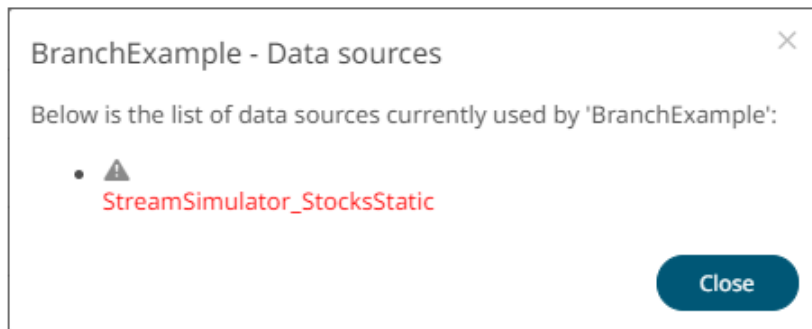 BranchExample - Data sources
Below is the list of data sources currently used by 'BranchExample':
StreamSimulator_StocksStatic
Close